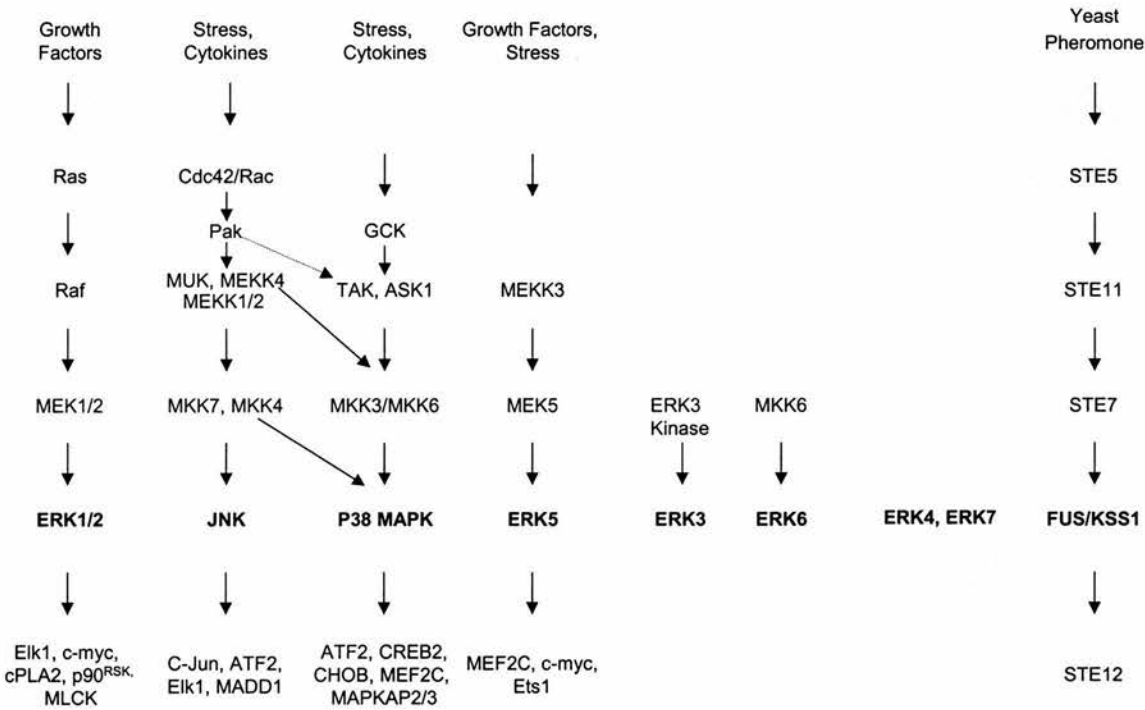 Growth
Factors
Stress,
Cytokines
Stress,
Cytokines
Growth Factors,
Stress
Yeast
Pheromone
Ras
Cdc42/Rac
STE5
Pak
GCK
Raf
MUK, MEKK4
MEKK1/2
TAK, ASK1
MEKK3
STE11
MEK1/2
MKK7, MKK4
MKK3/MKK6
MEK5
ERK3
Kinase
MKK6
STE7
ERK1/2
JNK
P38 MAPK
ERK5
ERK3
ERK6
ERK4, ERK7
FUS/KSS1
Elk1, c-myc,
cPLA2, p90RSK,
MLCK
C-Jun, ATF2,
Elk1, MADD1
ATF2, CREB2,
CHOB, MEF2C,
MAPKAP2/3
MEF2C, c-myc,
Ets1
STE12